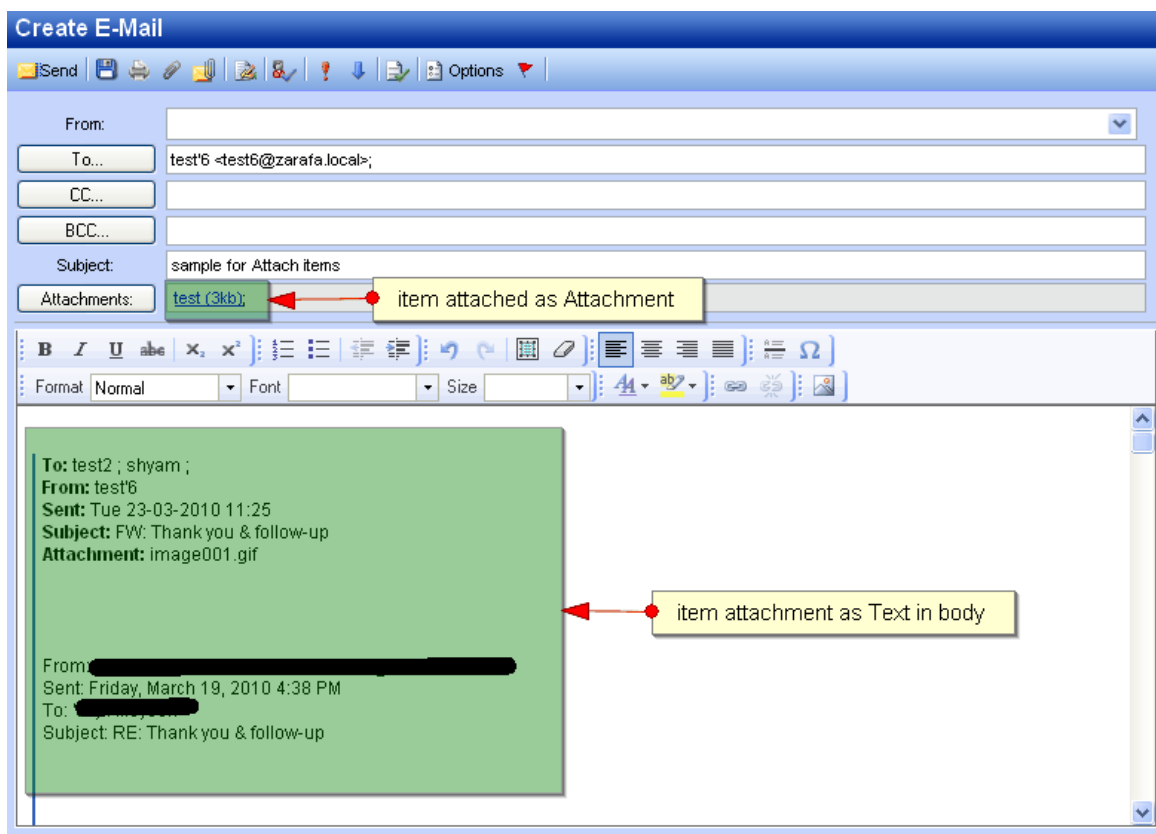 Create E-Mail
Send Options
From:
To... test'6 <test6@zarafa.local>;
CC...
BCC...
Subject: sample for Attach items
Attachments: test (3kb); item attached as Attachment
B I U abc X₂ x² Ω
Format Normal Font Size A ab
To: test2 ; shyam ;
From: test'6
Sent: Tue 23-03-2010 11:25
Subject: FW: Thank you & follow-up
Attachment: image001.gif
item attachment as Text in body
From:
Sent: Friday, March 19, 2010 4:38 PM
To:
Subject: RE: Thank you & follow-up